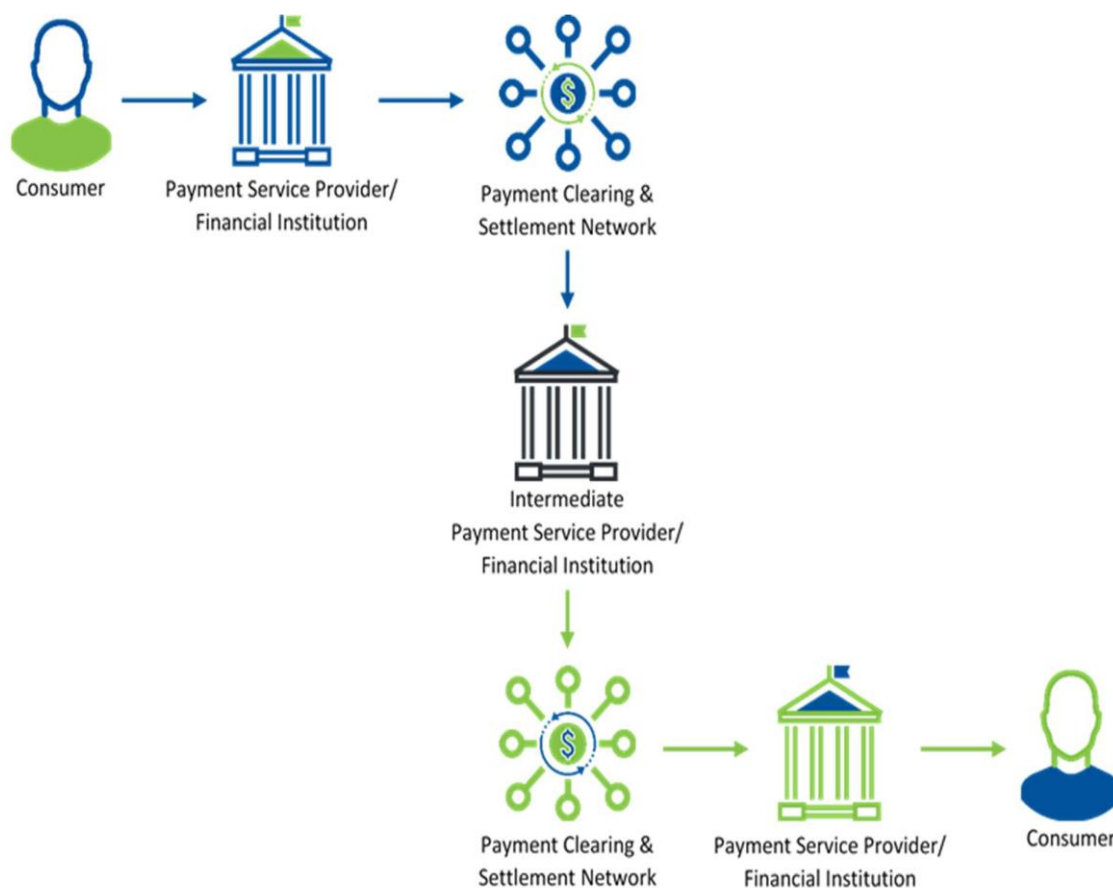 Consumer
Payment Service Provider/
Financial Institution
Payment Clearing &
Settlement Network
Intermediate
Payment Service Provider/
Financial Institution
Payment Clearing &
Settlement Network
Payment Service Provider/
Financial Institution
Consumer